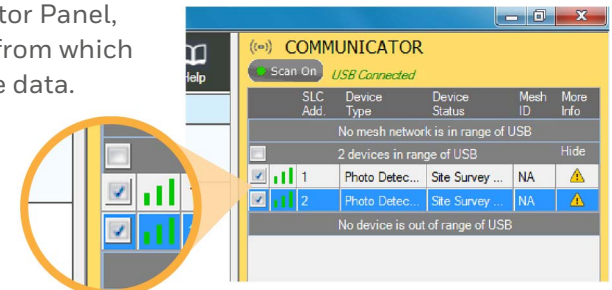 tor Panel,
from which
e data.
Help
COMMUNICATOR
Scan On USB Connected
SLC Add. Device Type Device Status Mesh ID More Info
No mesh network is in range of USB
2 devices in range of USB Hide
1 Photo Detec... Site Survey ... NA
2 Photo Detec... Site Survey ... NA
No device is out of range of USB